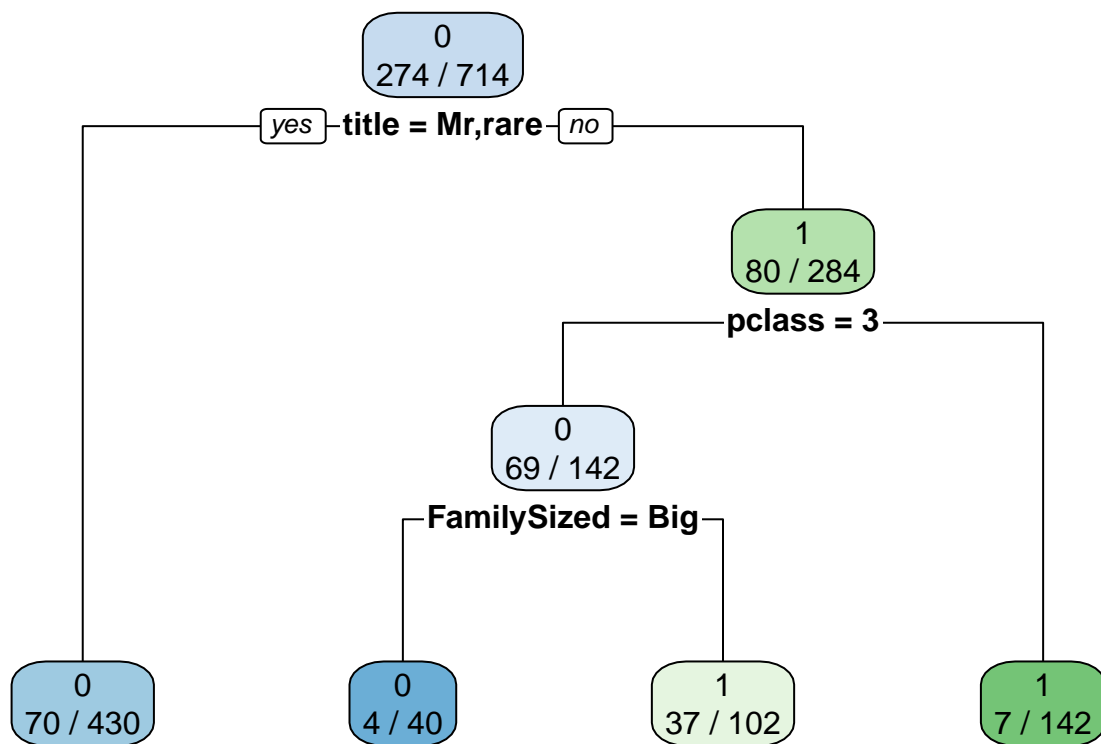 0
274 / 714
yes title = Mr,rare no
1
80 / 284
pclass = 3
0
69 / 142
FamilySized = Big
0
70 / 430
0
4 / 40
1
37 / 102
1
7 / 142